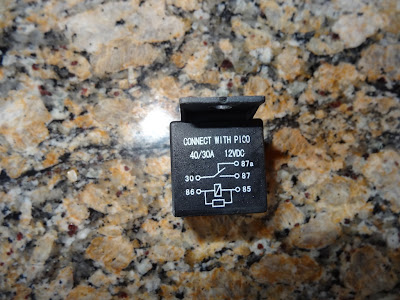 CONNECT WITH PICO
40/30A 12VDC
87a
30 87
86 85